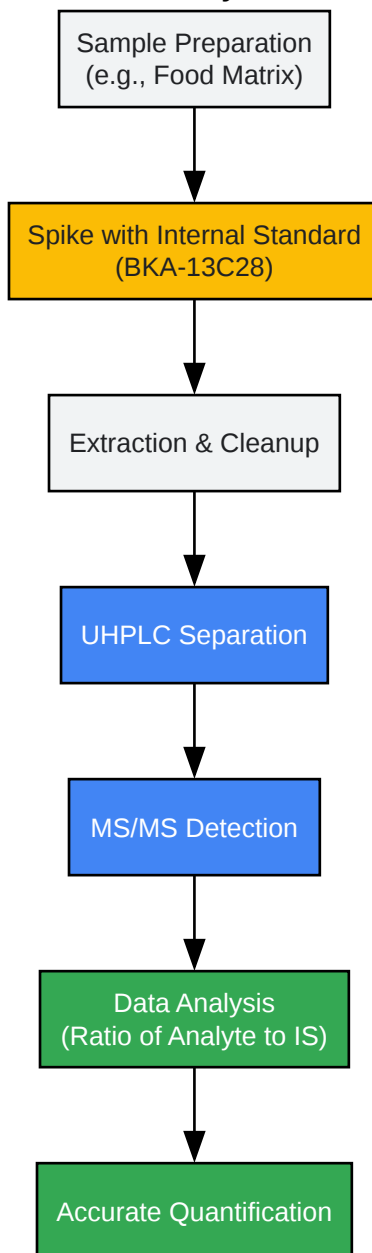 Sample Preparation
(e.g., Food Matrix)
Spike with Internal Standard
(BKA-13C28)
Extraction & Cleanup
UHPLC Separation
MS/MS Detection
Data Analysis
(Ratio of Analyte to IS)
Accurate Quantification